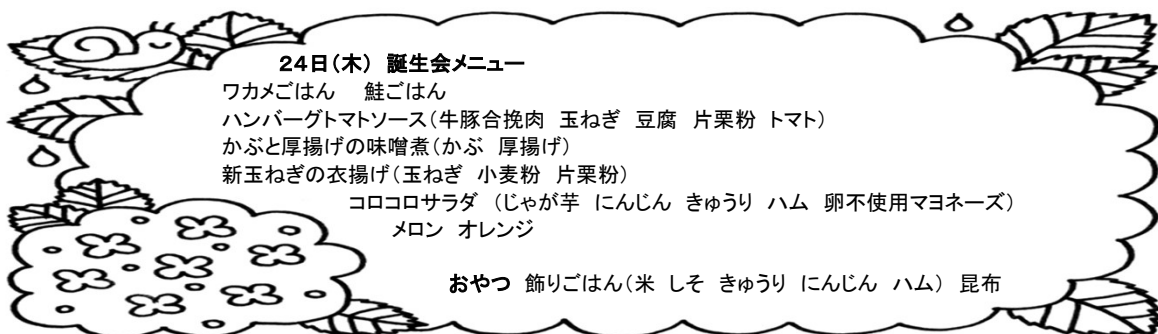 24日(木) 誕生会メニュー
ワカメごはん 鮭ごはん
ハンバーグトマトソース(牛豚合挽肉 玉ねぎ 豆腐 片栗粉 トマト)
かぶと厚揚げの味噌煮(かぶ 厚揚げ)
新玉ねぎの衣揚げ(玉ねぎ 小麦粉 片栗粉)
コロコロサラダ (じゃが芋 にんじん きゅうり ハム 卵不使用マヨネーズ)
メロン オレンジ
おやつ 飾りごはん(米 しそ きゅうり にんじん ハム) 昆布